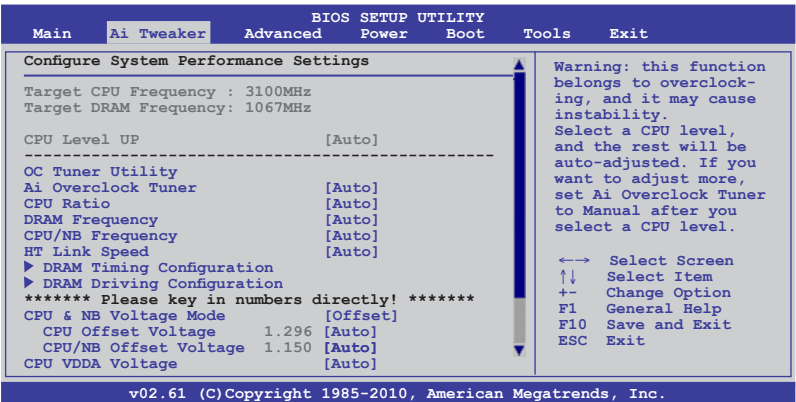 BIOS SETUP UTILITY
Main Ai Tweaker Advanced Power Boot Tools Exit
Configure System Performance Settings
Target CPU Frequency : 3100MHz
Target DRAM Frequency: 1067MHz
CPU Level UP [Auto]
OC Tuner Utility
Ai Overclock Tuner [Auto]
CPU Ratio [Auto]
DRAM Frequency [Auto]
CPU/NB Frequency [Auto]
HT Link Speed [Auto]
DRAM Timing Configuration
DRAM Driving Configuration
******* Please key in numbers directly! *******
CPU & NB Voltage Mode [Offset]
CPU Offset Voltage 1.296 [Auto]
CPU/NB Offset Voltage 1.150 [Auto]
CPU VDDA Voltage [Auto]
Warning: this function
belongs to overclock-
ing, and it may cause
instability.
Select a CPU level,
and the rest will be
auto-adjusted. If you
want to adjust more,
set Ai Overclock Tuner
to Manual after you
select a CPU level.
←→ Select Screen
↑↓ Select Item
+- Change Option
F1 General Help
F10 Save and Exit
ESC Exit
v02.61 (C)Copyright 1985-2010, American Megatrends, Inc.